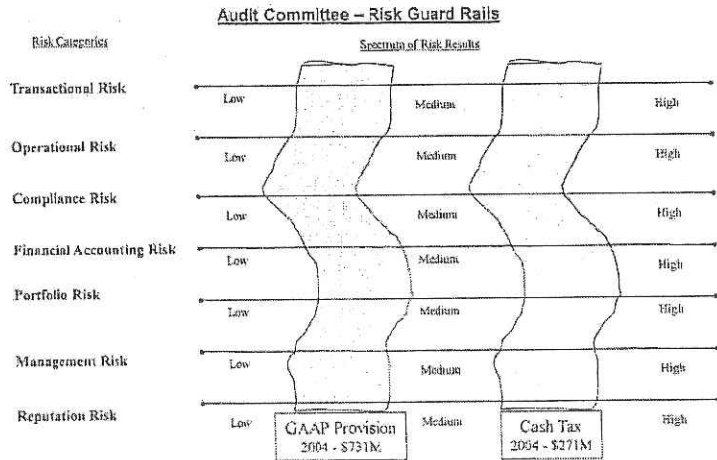 Audit Committee – Risk Guard Rails
Risk Categories
Spectrum of Risk Results
Transactional Risk
Low Medium High
Operational Risk
Low Medium High
Compliance Risk
Low Medium High
Financial Accounting Risk
Low Medium High
Portfolio Risk
Low Medium High
Management Risk
Low Medium High
Reputation Risk
Low Medium High
GAAP Provision
2004 - $731M
Cash Tax
2004 - $271M